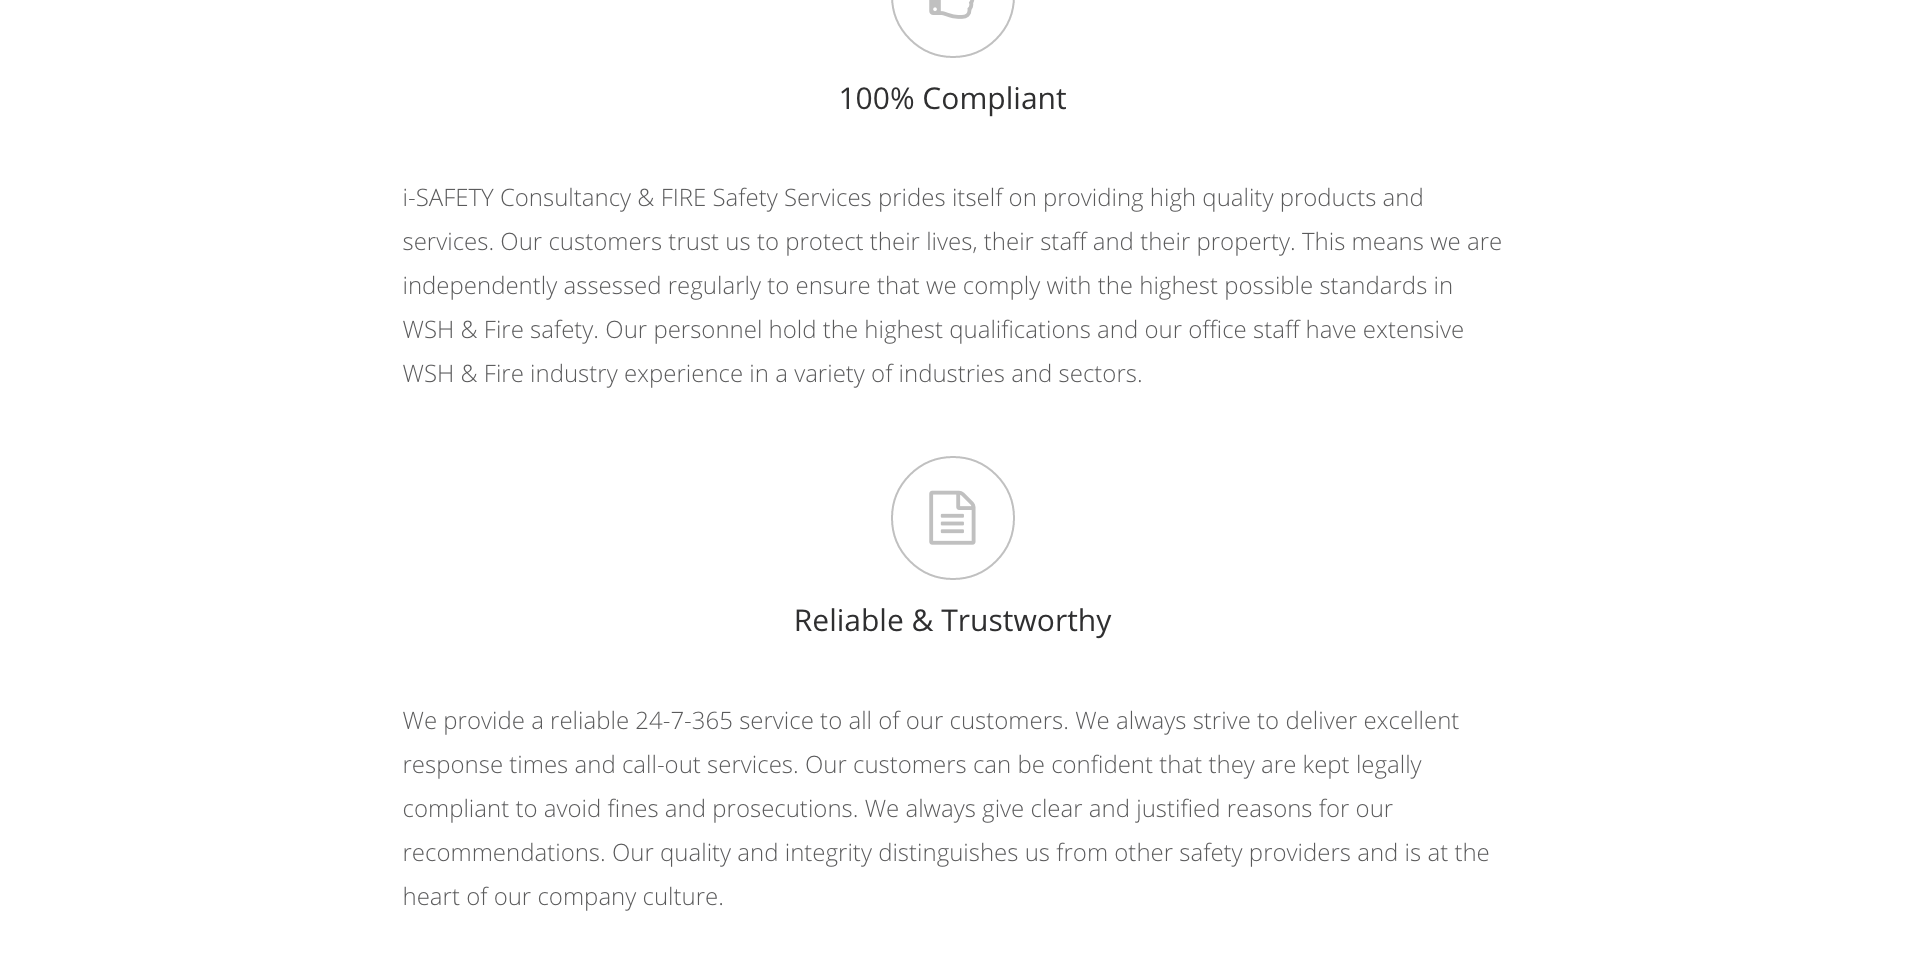 100% Compliant
i-SAFETY Consultancy & FIRE Safety Services prides itself on providing high quality products and
services. Our customers trust us to protect their lives, their staff and their property. This means we are
independently assessed regularly to ensure that we comply with the highest possible standards in
WSH & Fire safety. Our personnel hold the highest qualifications and our office staff have extensive
WSH & Fire industry experience in a variety of industries and sectors.
Reliable & Trustworthy
We provide a reliable 24-7-365 service to all of our customers. We always strive to deliver excellent
response times and call-out services. Our customers can be confident that they are kept legally
compliant to avoid fines and prosecutions. We always give clear and justified reasons for our
recommendations. Our quality and integrity distinguishes us from other safety providers and is at the
heart of our company culture.